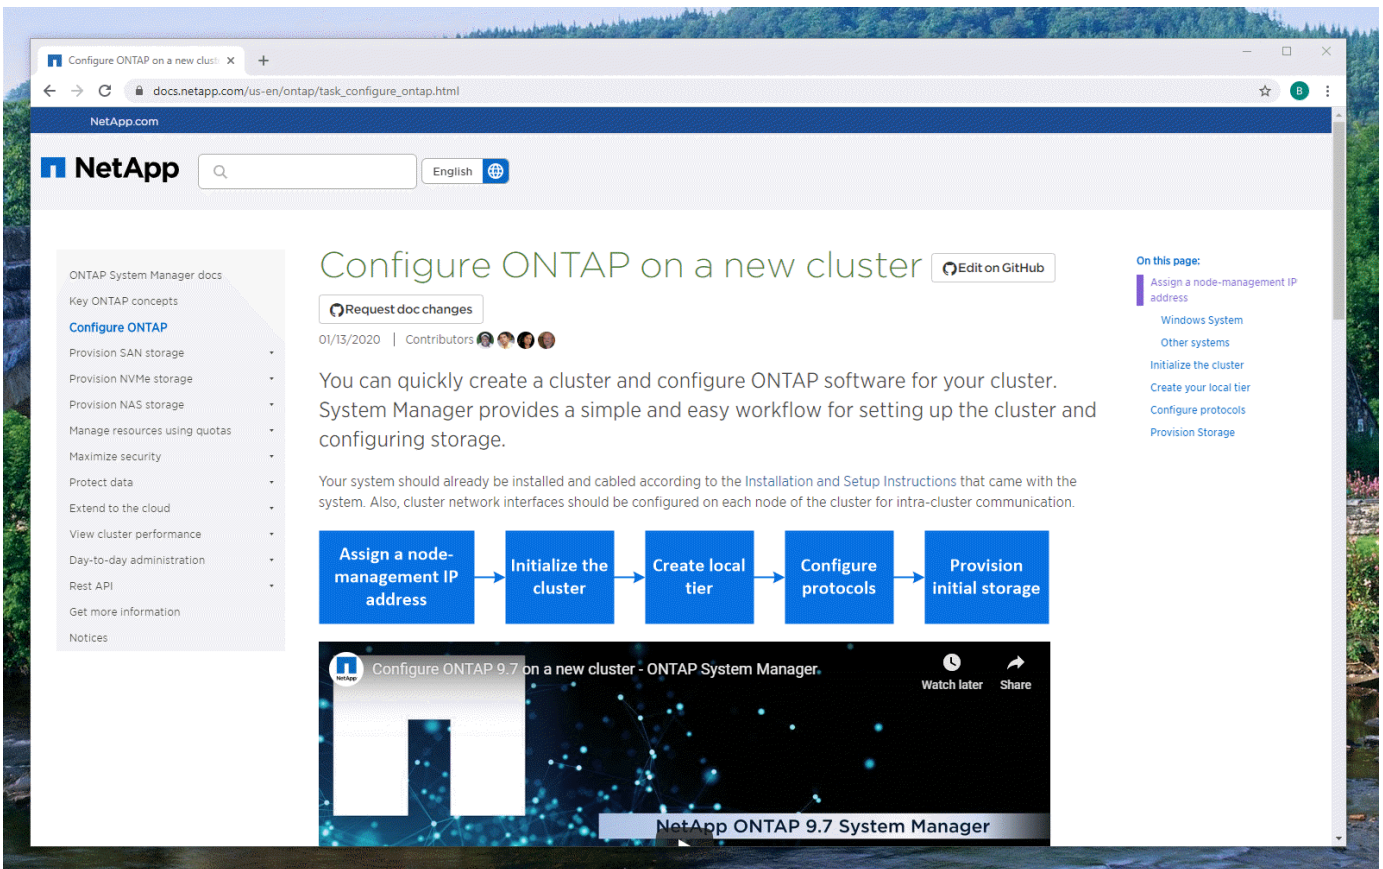 Configure ONTAP on a new clust
docs.netapp.com/us-en/ontap/task_configure_ontap.html
B
NetApp.com
NetApp
English
ONTAP System Manager docs
Key ONTAP concepts
Configure ONTAP
Provision SAN storage
Provision NVMe storage
Provision NAS storage
Manage resources using quotas
Maximize security
Protect data
Extend to the cloud
View cluster performance
Day-to-day administration
Rest API
Get more information
Notices
Configure ONTAP on a new cluster
Edit on GitHub
Request doc changes
01/13/2020 | Contributors
You can quickly create a cluster and configure ONTAP software for your cluster.
System Manager provides a simple and easy workflow for setting up the cluster and
configuring storage.
Your system should already be installed and cabled according to the Installation and Setup Instructions that came with the
system. Also, cluster network interfaces should be configured on each node of the cluster for intra-cluster communication.
Assign a node-
management IP
address
Initialize the
cluster
Create local
tier
Configure
protocols
Provision
initial storage
NetApp
Configure ONTAP 9.7 on a new cluster - ONTAP System Manager
Watch later
Share
NetApp ONTAP 9.7 System Manager
On this page:
Assign a node-management IP
address
Windows System
Other systems
Initialize the cluster
Create your local tier
Configure protocols
Provision Storage